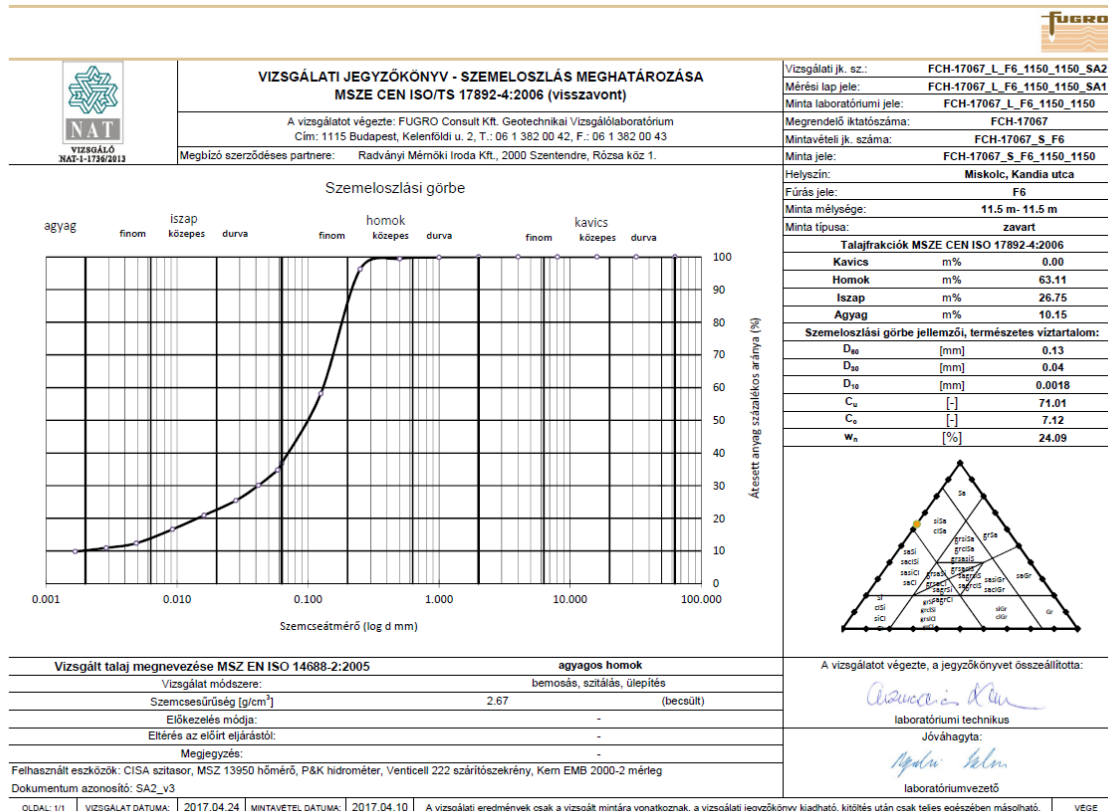 FUGRO
NAT
VIZSGÁLÓ
NAT-1-1736/2013
VIZSGÁLATI JEGYZŐKÖNYV - SZEMELOSZLÁS MEGHATÁROZÁSA
MSZE CEN ISO/TS 17892-4:2006 (visszavont)
A vizsgálatot végezte: FUGRO Consult Kft. Geotechnikai Vizsgálólaboratórium
Cím: 1115 Budapest, Kelenföldi u. 2, T.: 06 1 382 00 42, F.: 06 1 382 00 43
Megbízó szerződéses partnere: Radványi Mérnöki Iroda Kft., 2000 Szentendre, Rózsa köz 1.
Vizsgálati jk. sz.: FCH-17067_L_F6_1150_1150_SA2
Mérési lap jele: FCH-17067_L_F6_1150_1150_SA1
Minta laboratóriumi jele: FCH-17067_L_F6_1150_1150
Megrendelő iktatószáma: FCH-17067
Mintavételi jk. száma: FCH-17067_S_F6
Minta jele: FCH-17067_S_F6_1150_1150
Helyszín: Miskolc, Kandia utca
Fúrás jele: F6
Minta mélysége: 11.5 m- 11.5 m
Minta típusa: zavart
Talajfrakciók MSZE CEN ISO 17892-4:2006
Kavics m% 0.00
Homok m% 63.11
Iszap m% 26.75
Agyag m% 10.15
Szemeloszlási görbe jellemzői, természetes víztartalom:
D60 [mm] 0.13
D30 [mm] 0.04
D10 [mm] 0.0018
Cu [-] 71.01
Cc [-] 7.12
wn [%] 24.09
Szemeloszlási görbe
agyag iszap homok kavics
finom közepes durva finom közepes durva finom közepes durva
100
90
80
70
60
50
40
30
20
10
0
Átesett anyag százalékos aránya (%)
0.001 0.010 0.100 1.000 10.000 100.000
Szemcseátmérő (log d mm)
Sa
siSa
clSa
grsiSa
grclSa
grSa
saSi
saclSi
sasiCl
saCl
sasiGr
saclGr
saGr
clSi
siCl
siGr
clGr
Gr
Vizsgált talaj megnevezése MSZ EN ISO 14688-2:2005 agyagos homok
Vizsgálat módszere: bemosás, szitálás, ülepítés
Szemcsesűrűség [g/cm³] 2.67 (becsült)
Előkezelés módja: -
Eltérés az előírt eljárástól: -
Megjegyzés: -
Felhasznált eszközök: CISA szitasor, MSZ 13950 hőmérő, P&K hidrométer, Venticell 222 szárítószekrény, Kern EMB 2000-2 mérleg
Dokumentum azonosító: SA2_v3
A vizsgálatot végezte, a jegyzőkönyvet összeállította:
laboratóriumi technikus
Jóváhagyta:
laboratóriumvezető
OLDAL: 1/1 VIZSGÁLAT DÁTUMA: 2017.04.24 MINTAVÉTEL DÁTUMA: 2017.04.10 A vizsgálati eredmények csak a vizsgált mintára vonatkoznak, a vizsgálati jegyzőkönyv kiadható, kitöltés után csak teljes egészében másolható. VÉGE